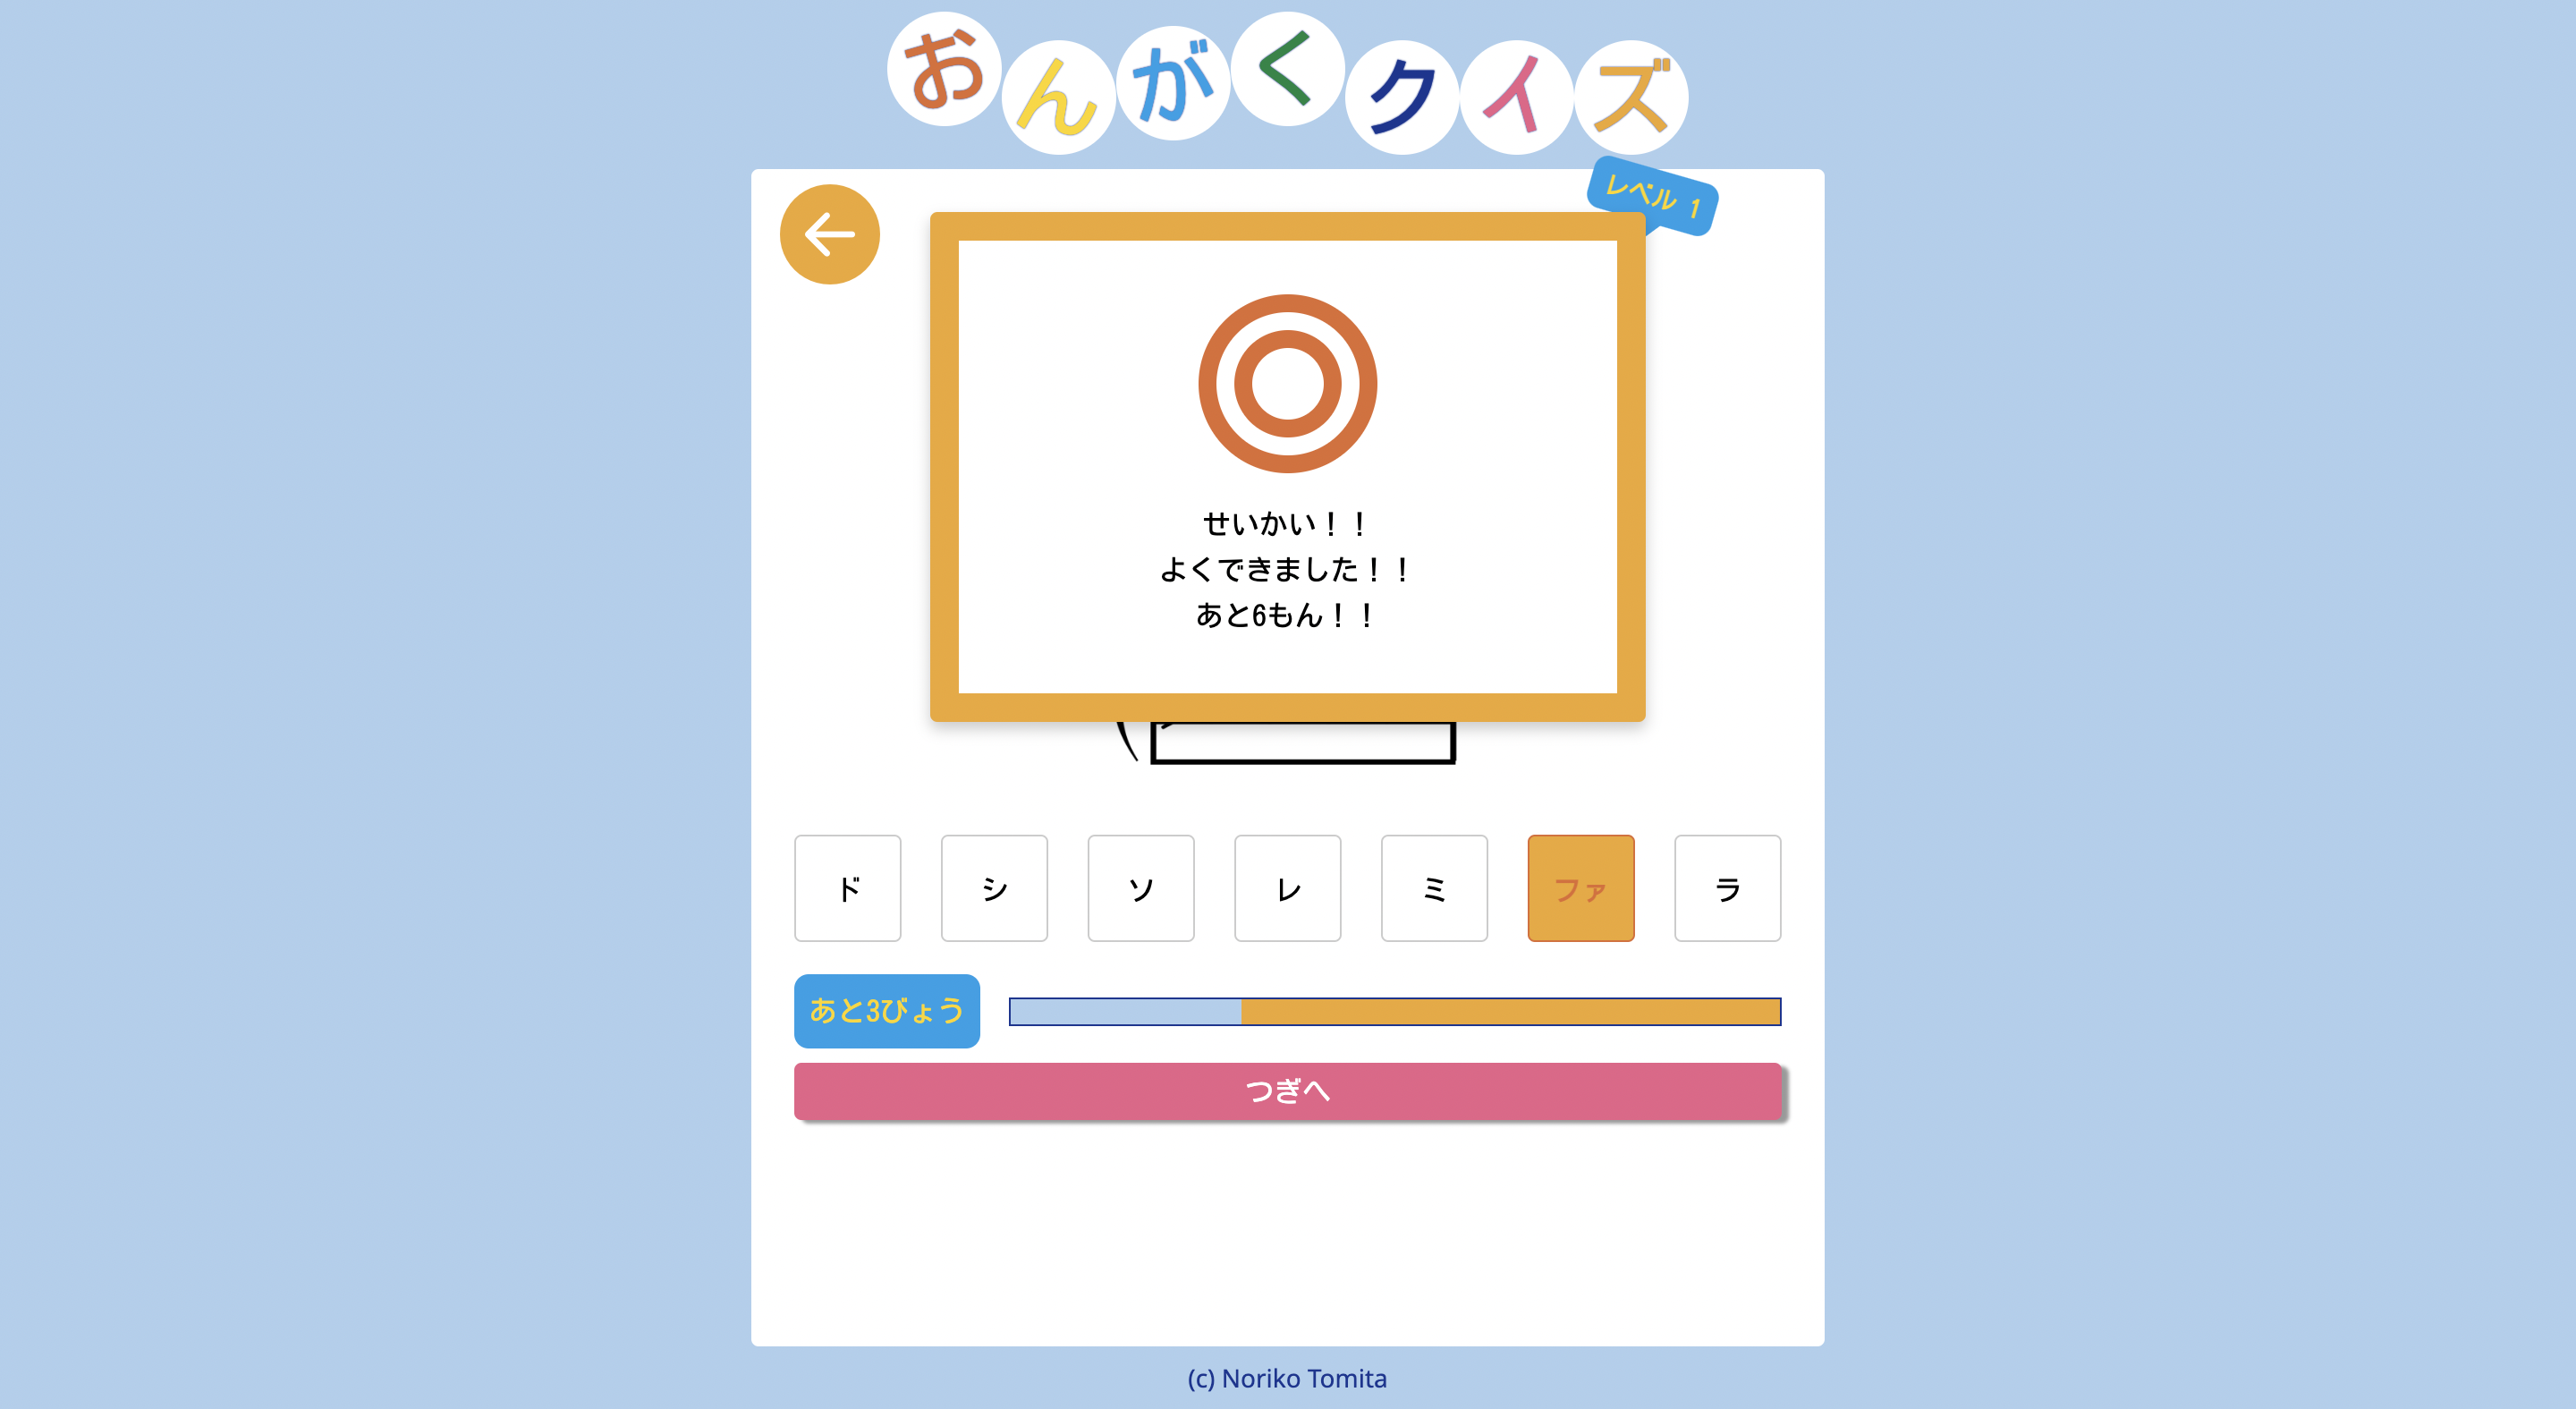 おんがくクイズ
レベル 1
せいかい！！
よくできました！！
あと6もん！！
ド
シ
ソ
レ
ミ
ファ
ラ
あと3びょう
つぎへ
(c) Noriko Tomita